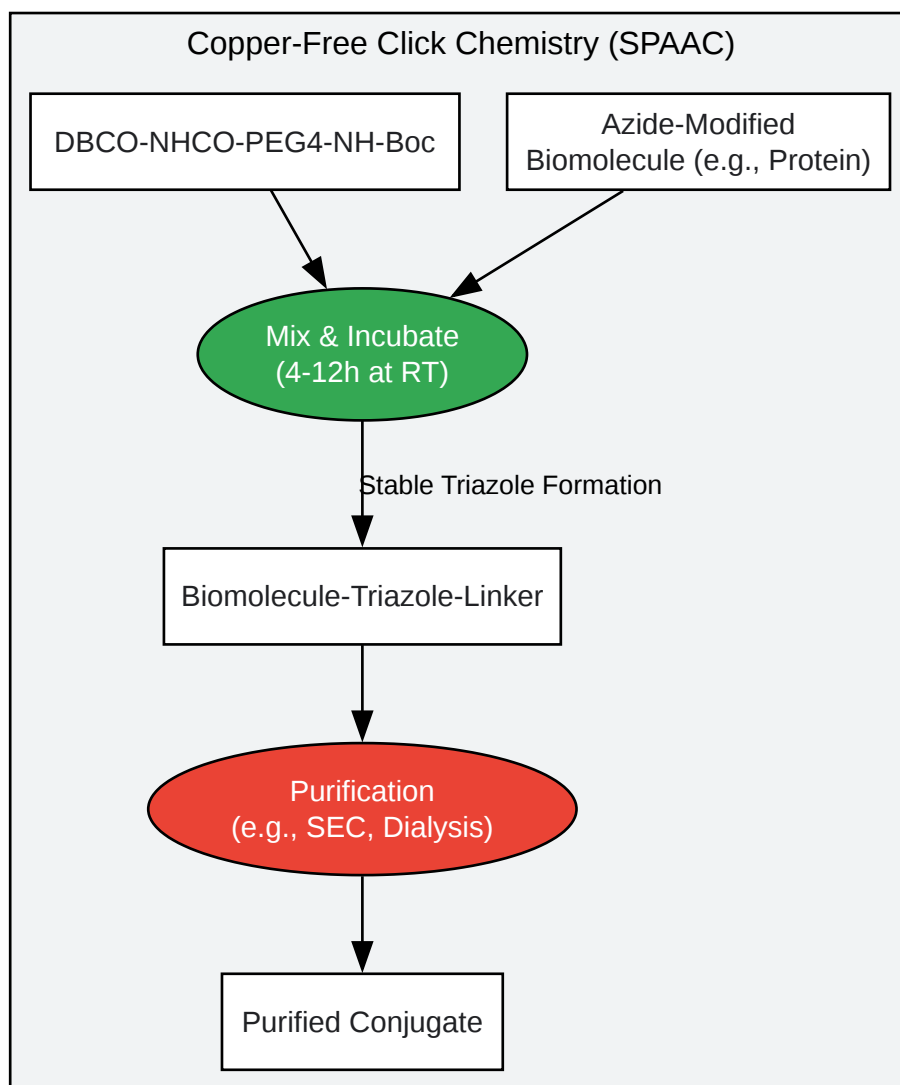 Copper-Free Click Chemistry (SPAAC)
DBCO-NHCO-PEG4-NH-Boc
Azide-Modified
Biomolecule (e.g., Protein)
Mix & Incubate
(4-12h at RT)
Stable Triazole Formation
Biomolecule-Triazole-Linker
Purification
(e.g., SEC, Dialysis)
Purified Conjugate